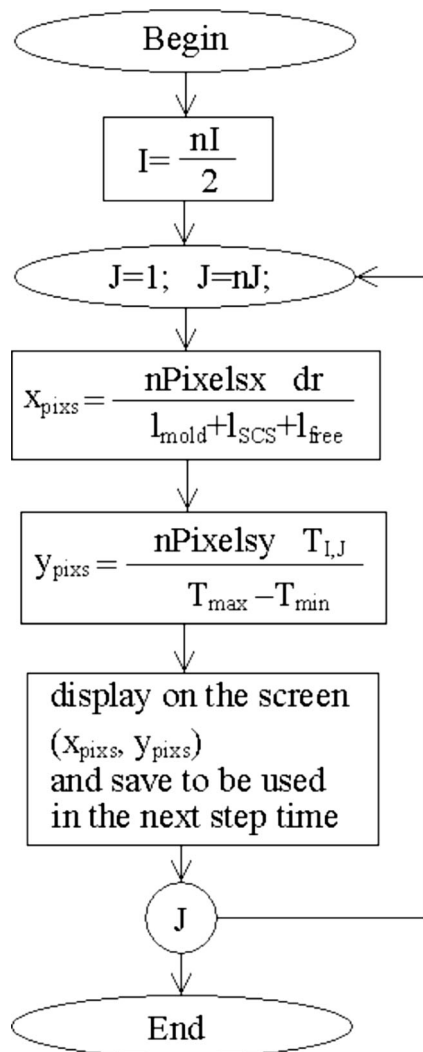 Begin
I= nI
2
J=1; J=nJ;
x_pixs = nPixelsx dr
l_mold+l_SCS+l_free
y_pixs = nPixelsy T_I,J
T_max –T_min
display on the screen
(x_pixs, y_pixs)
and save to be used
in the next step time
J
End